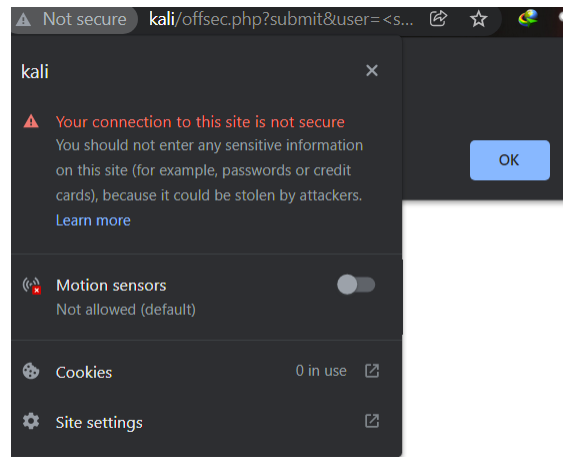 Not secure kali/offsec.php?submit&user=<s...
kali
Your connection to this site is not secure
You should not enter any sensitive information
on this site (for example, passwords or credit
cards), because it could be stolen by attackers.
Learn more
OK
Motion sensors
Not allowed (default)
Cookies 0 in use
Site settings